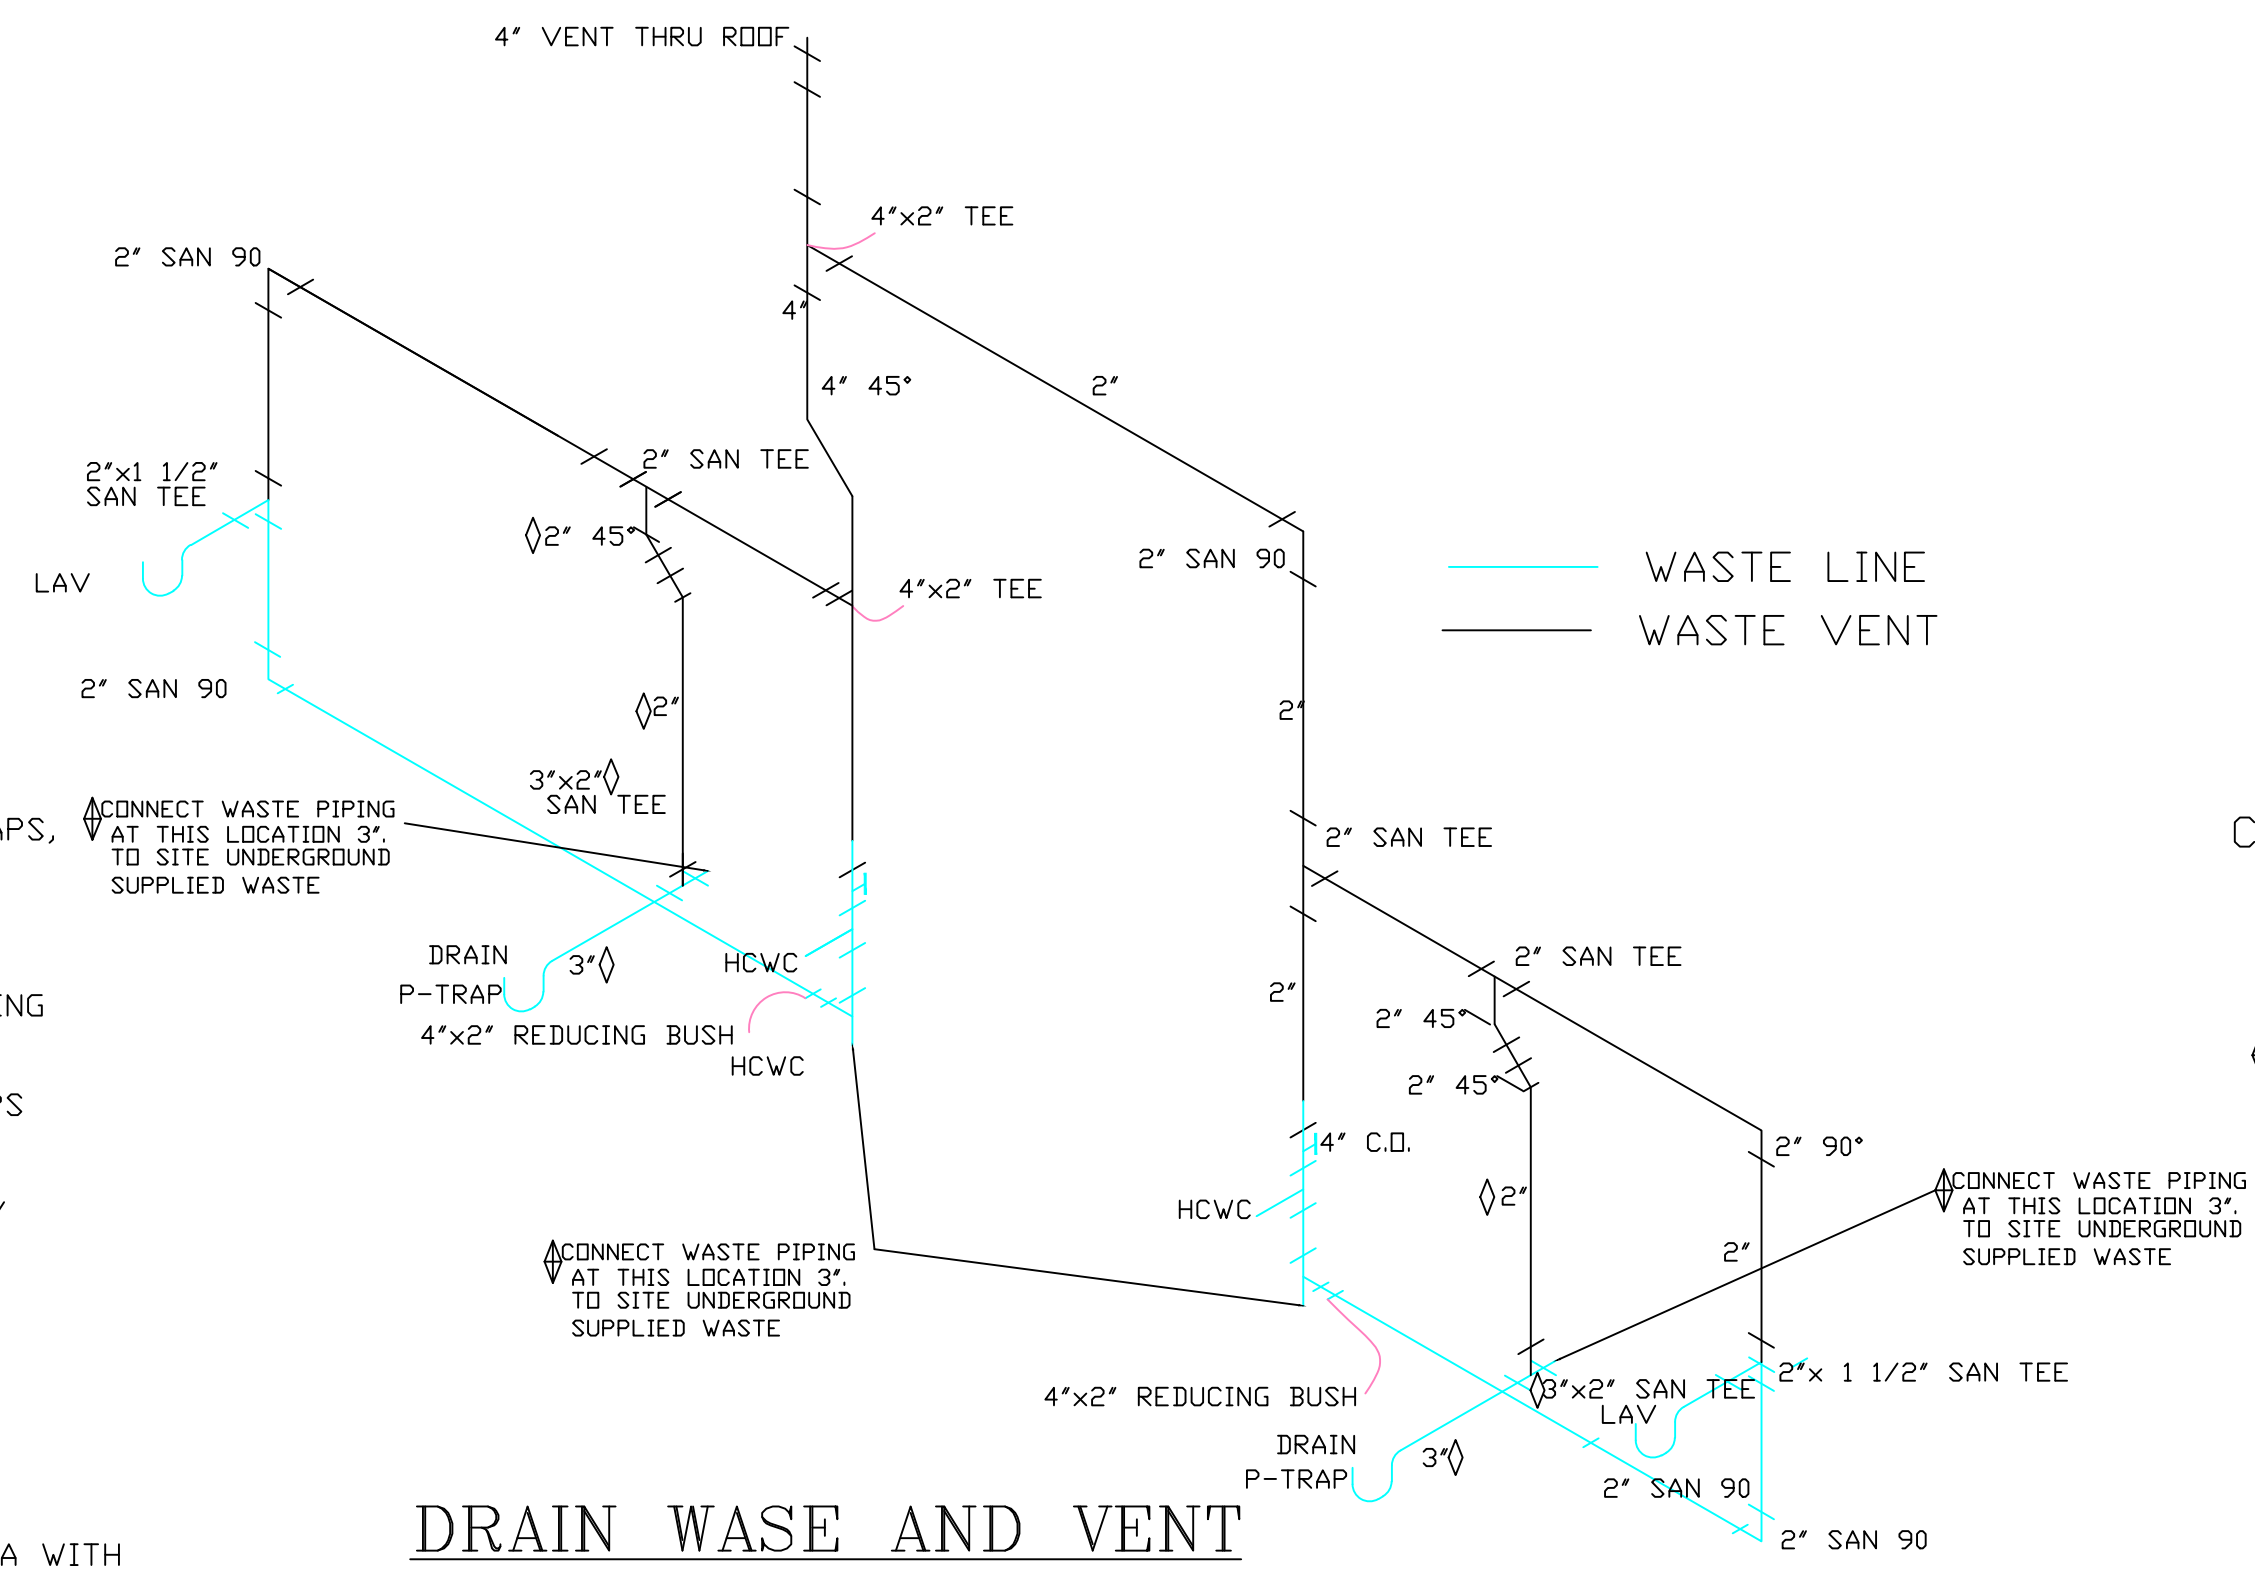 4" VENT THRU ROOF
4"x2" TEE
2" SAN 90
4"
4" 45°
2"
2" SAN TEE
2"x1 1/2"
SAN TEE
2" 45°
2" SAN 90
WASTE LINE
LAV
4"x2" TEE
WASTE VENT
2" SAN 90
2"
2"
3"x2"
SAN TEE
CONNECT WASTE PIPING
AT THIS LOCATION 3".
TO SITE UNDERGROUND
SUPPLIED WASTE
APS,
2" SAN TEE
C
DRAIN
P-TRAP
3"
HCWC
2" SAN TEE
2"
ING
4"x2" REDUCING BUSH
HCWC
2" 45°
2" 45°
PS
4" C.O.
2" 90°
HCWC
2"
CONNECT WASTE PIPING
AT THIS LOCATION 3".
TO SITE UNDERGROUND
SUPPLIED WASTE
2"
CONNECT WASTE PIPING
AT THIS LOCATION 3".
TO SITE UNDERGROUND
SUPPLIED WASTE
4"x2" REDUCING BUSH
3"x2" SAN TEE
2"x 1 1/2" SAN TEE
LAV
DRAIN
P-TRAP
3"
2" SAN 90
2" SAN 90
DRAIN WASE AND VENT
A WITH